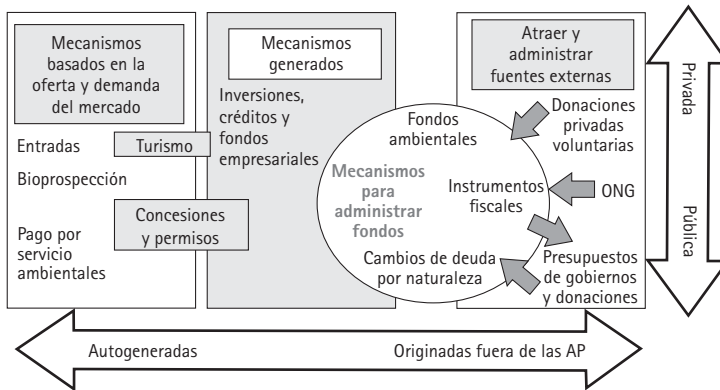 Mecanismos
basados en la
oferta y demanda
del mercado
Entradas
Turismo
Bioprospección
Concesiones
y permisos
Pago por
servicio
ambientales
Mecanismos
generados
Inversiones,
créditos y
fondos
empresariales
Fondos
ambientales
Mecanismos
para
administrar
fondos
Instrumentos
fiscales
Cambios de deuda
por naturaleza
Atraer y
administrar
fuentes externas
Donaciones
privadas
voluntarias
ONG
Presupuestos
de gobiernos
y donaciones
Privada
Pública
Autogeneradas
Originadas fuera de las AP